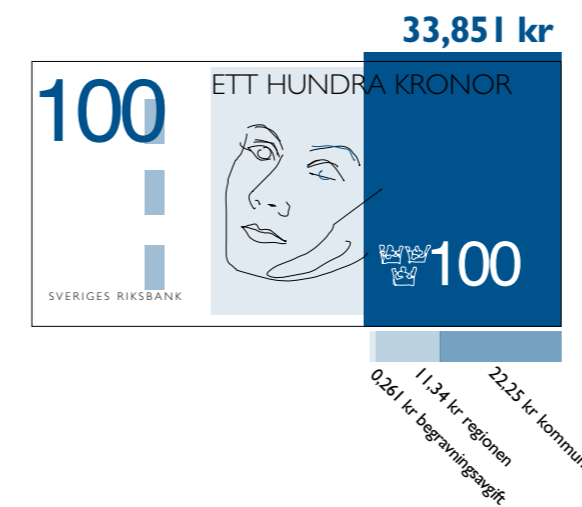 33,851 kr
100
ETT HUNDRA KRONOR
100
SVERIGES RIKSBANK
0,261 kr begravningsavgift
11,34 kr regionen
22,25 kr kommun